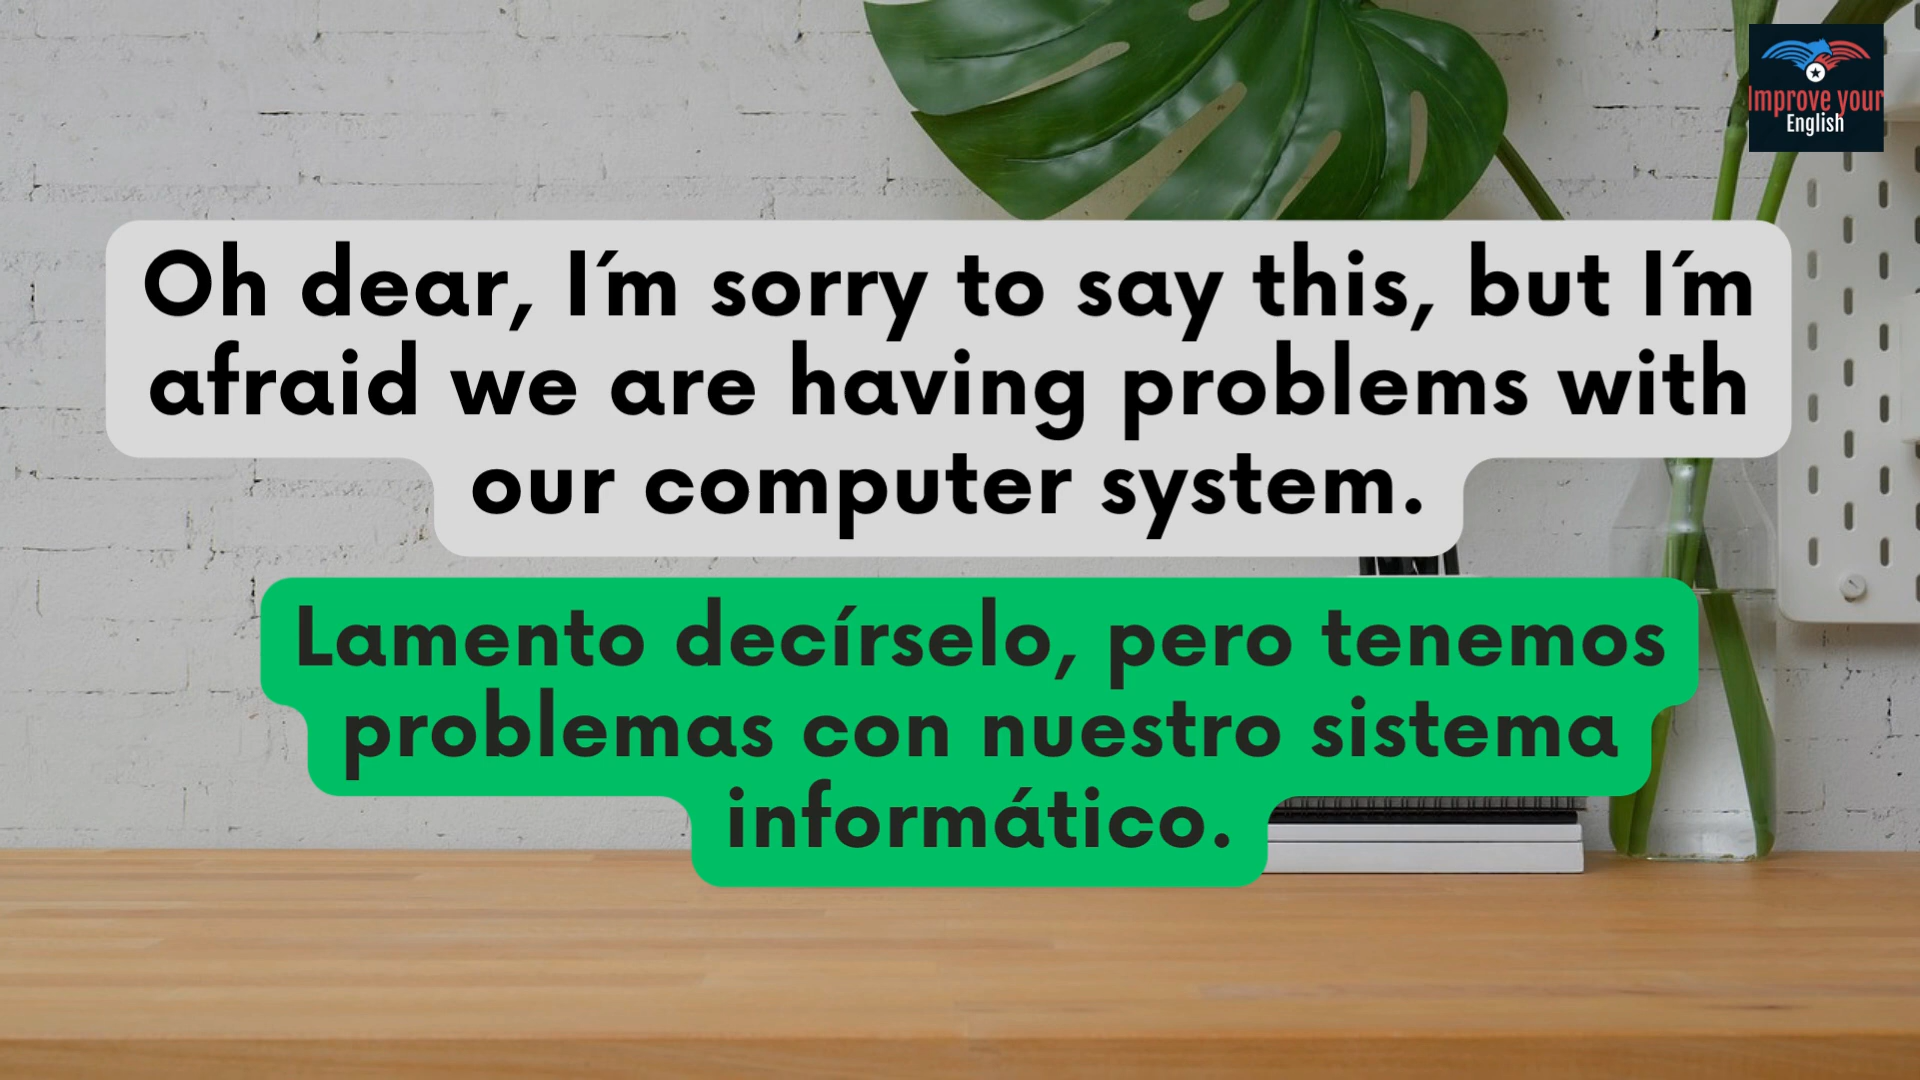 Improve your
English
Oh dear, I´m sorry to say this, but I´m
afraid we are having problems with
our computer system.
Lamento decírselo, pero tenemos
problemas con nuestro sistema
informático.